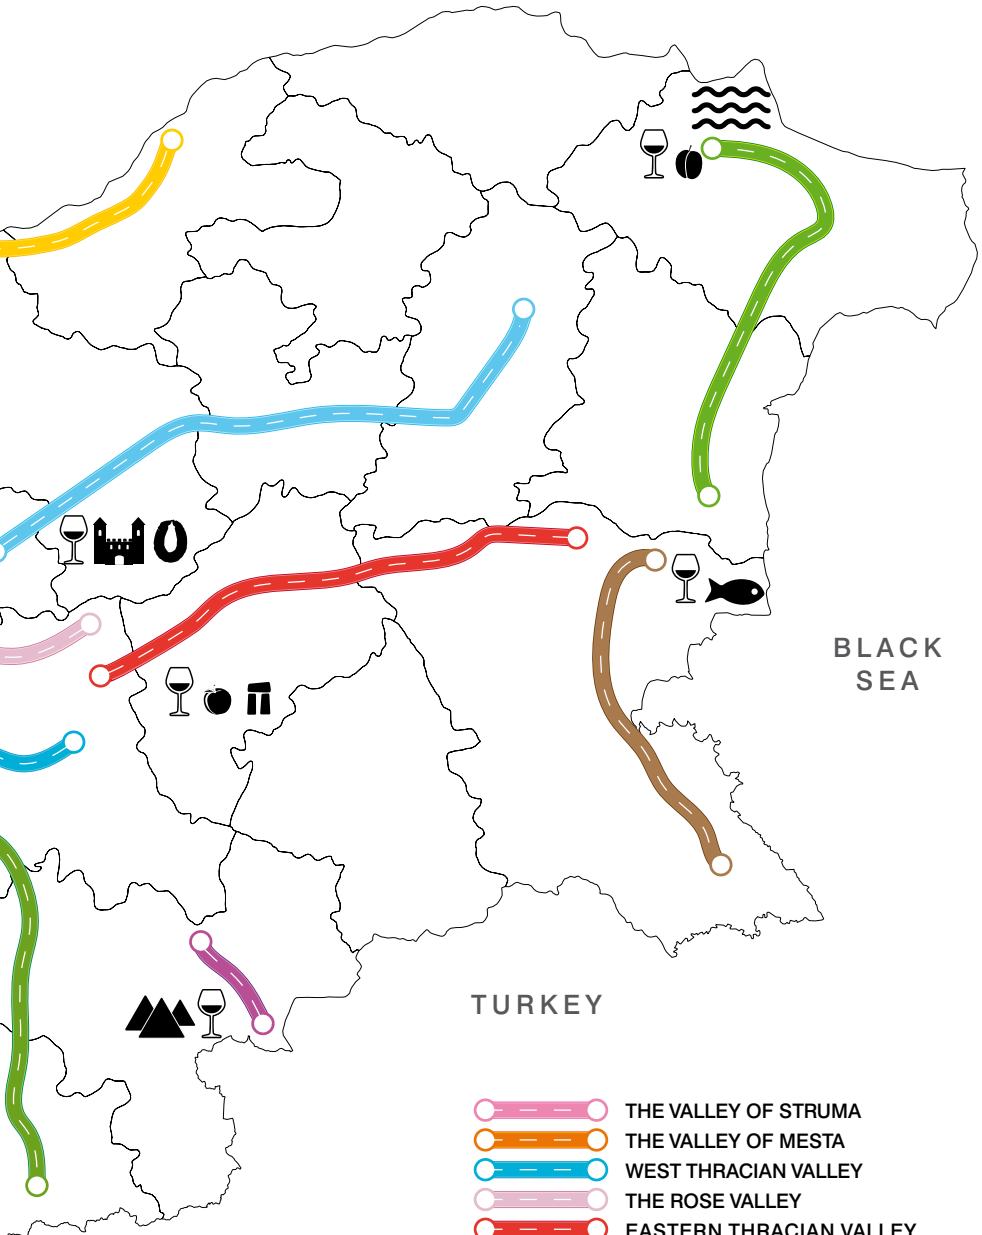 BLACK
SEA
TURKEY
THE VALLEY OF STRUMA
THE VALLEY OF MESTA
WEST THRACIAN VALLEY
THE ROSE VALLEY
EASTERN THRACIAN VALLEY